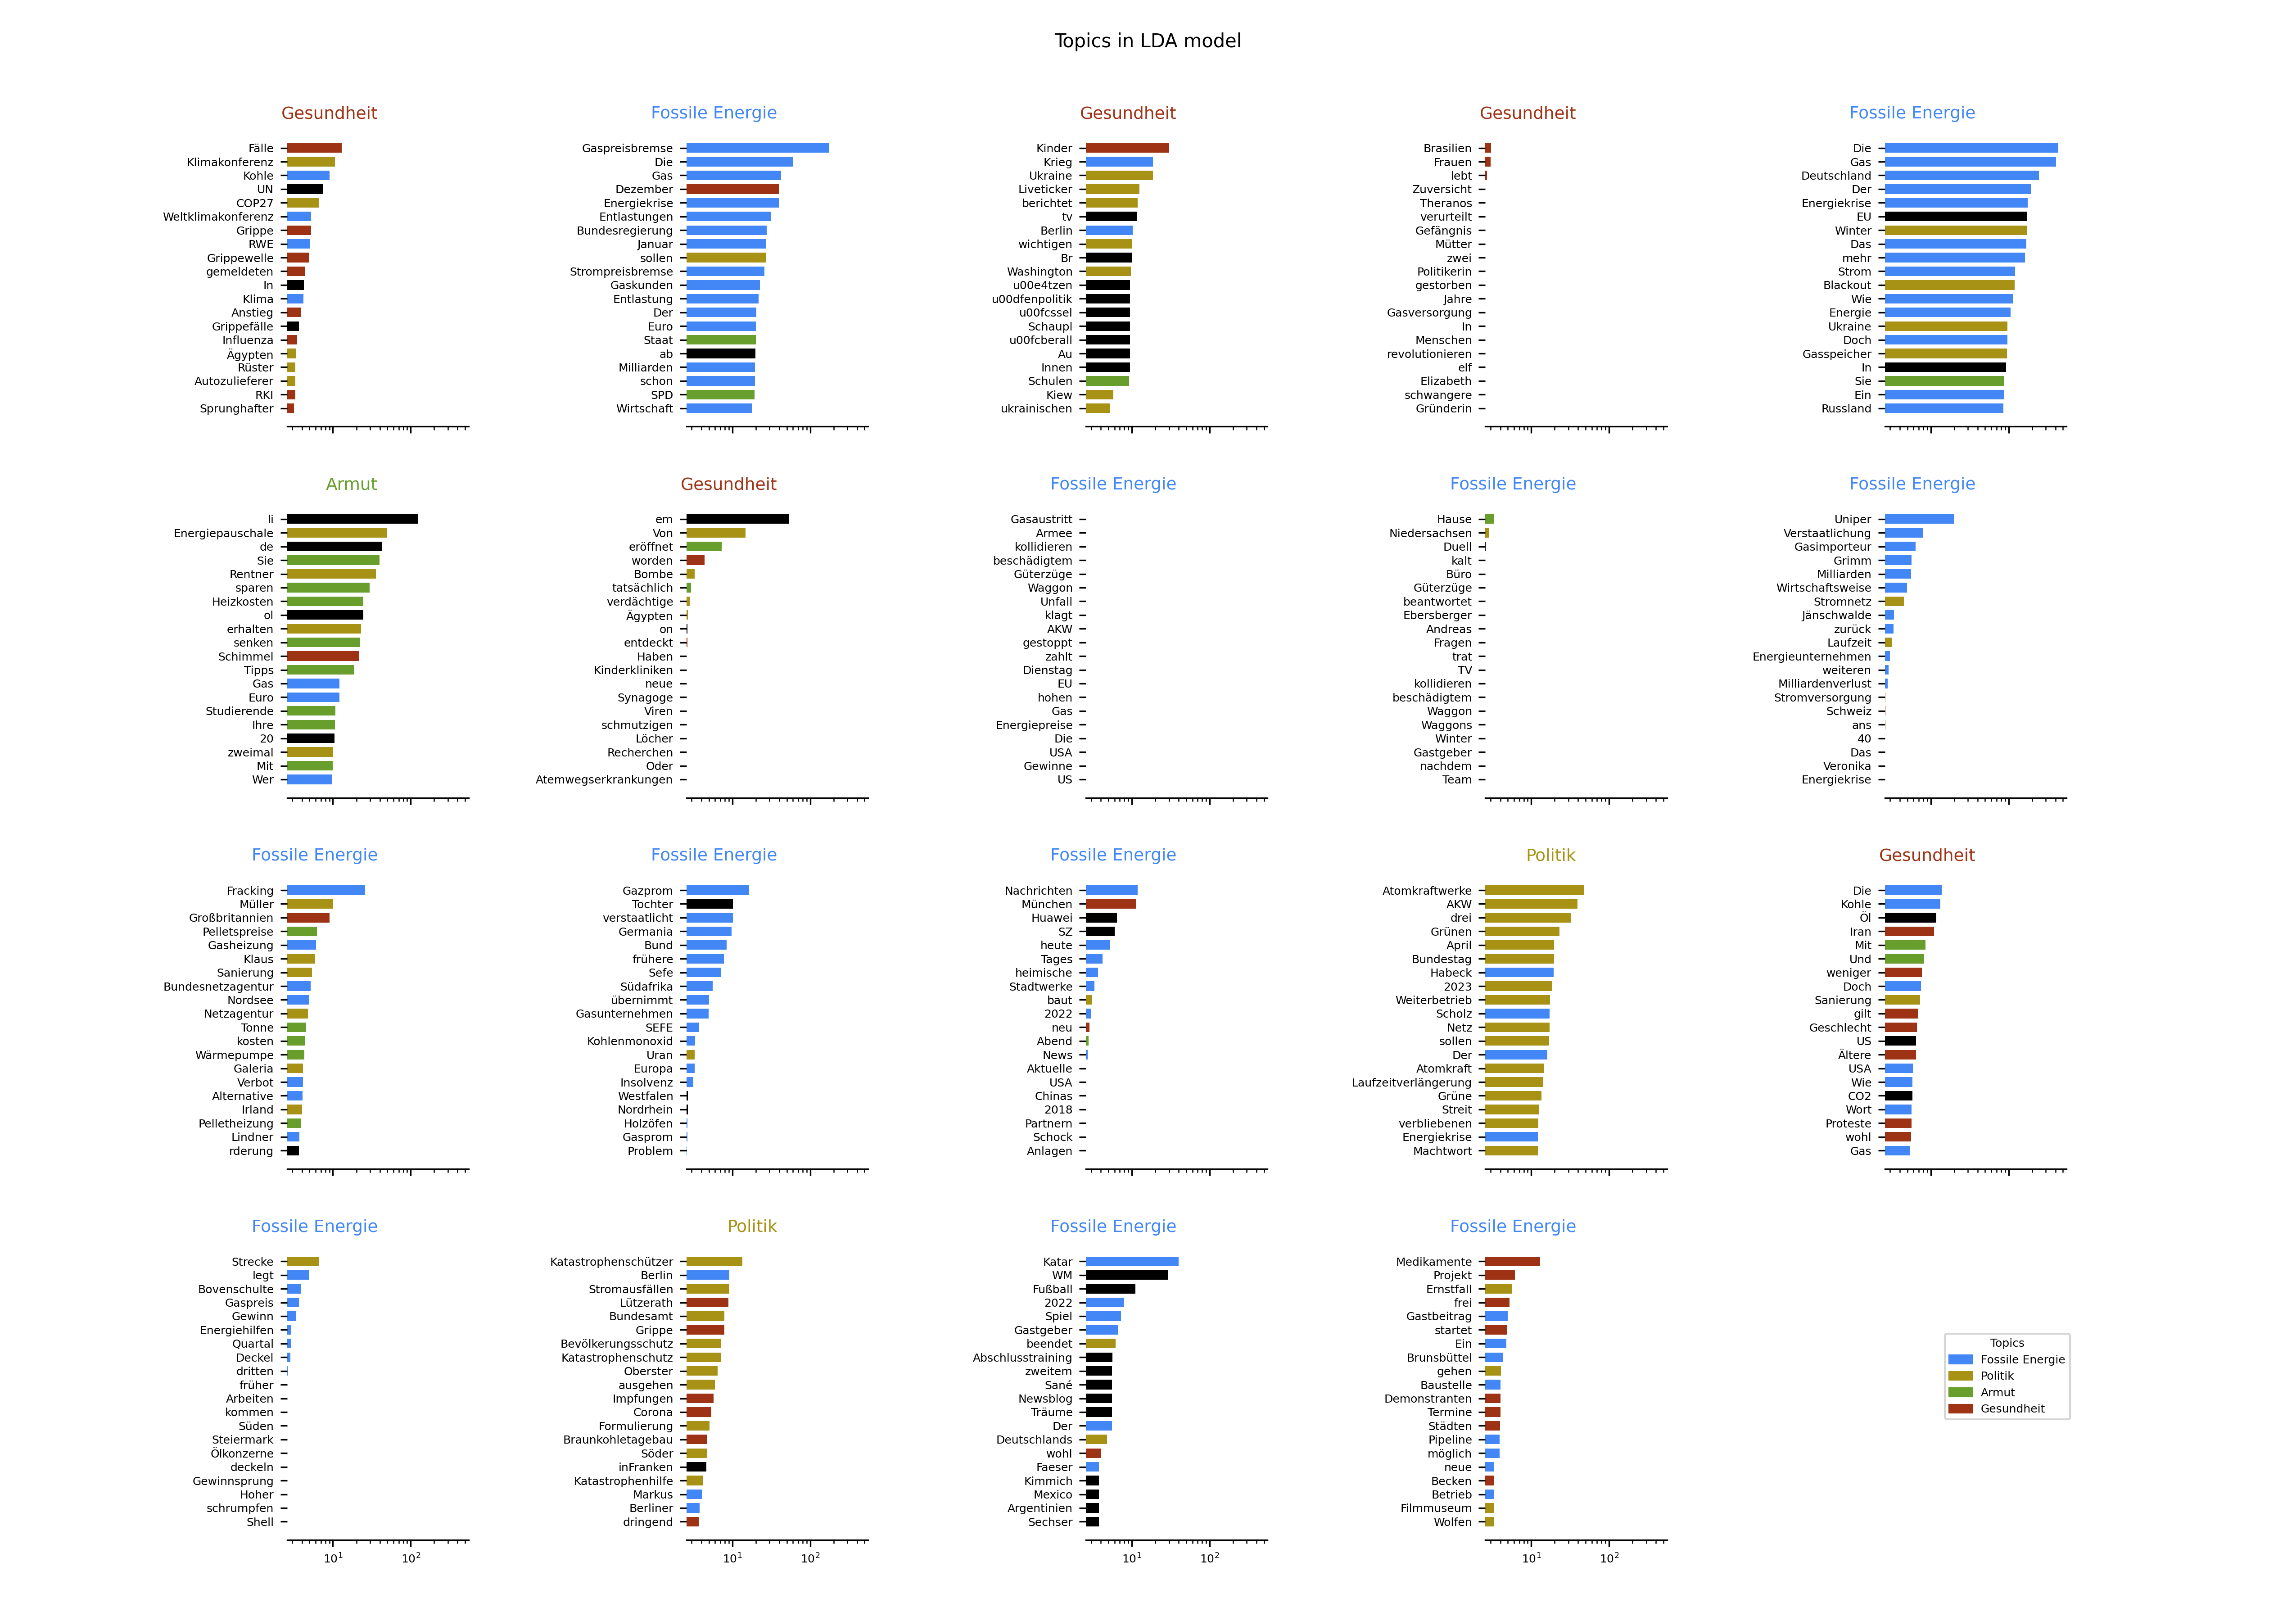 Topics in LDA model
Gesundheit
Fälle
Klimakonferenz
Kohle
UN
COP27
Weltklimakonferenz
Grippe
RWE
Grippewelle
gemeldeten
In
Klima
Anstieg
Grippefälle
Influenza
Ägypten
Rüster
Autozulieferer
RKI
Sprunghafter
Fossile Energie
Gaspreisbremse
Die
Gas
Dezember
Energiekrise
Entlastungen
Bundesregierung
Januar
sollen
Strompreisbremse
Gaskunden
Entlastung
Der
Euro
Staat
ab
Milliarden
schon
SPD
Wirtschaft
Gesundheit
Kinder
Krieg
Ukraine
Liveticker
berichtet
tv
Berlin
wichtigen
Br
Washington
u00e4tzen
u00dfenpolitik
u00fcssel
Schaupl
u00fcberall
Au
Innen
Schulen
Kiew
ukrainischen
Gesundheit
Brasilien
Frauen
lebt
Zuversicht
Theranos
verurteilt
Gefängnis
Mütter
zwei
Politikerin
gestorben
Jahre
Gasversorgung
In
Menschen
revolutionieren
elf
Elizabeth
schwangere
Gründerin
Fossile Energie
Die
Gas
Deutschland
Der
Energiekrise
EU
Winter
Das
mehr
Strom
Blackout
Wie
Energie
Ukraine
Doch
Gasspeicher
In
Sie
Ein
Russland
Armut
li
Energiepauschale
de
Sie
Rentner
sparen
Heizkosten
ol
erhalten
senken
Schimmel
Tipps
Gas
Euro
Studierende
Ihre
20
zweimal
Mit
Wer
Gesundheit
em
Von
eröffnet
worden
Bombe
tatsächlich
verdächtige
Ägypten
on
entdeckt
Haben
Kinderkliniken
neue
Synagoge
Viren
schmutzigen
Löcher
Recherchen
Oder
Atemwegserkrankungen
Fossile Energie
Gasaustritt
Armee
kollidieren
beschädigtem
Güterzüge
Waggon
Unfall
klagt
AKW
gestoppt
zahlt
Dienstag
EU
hohen
Gas
Energiepreise
Die
USA
Gewinne
US
Fossile Energie
Hause
Niedersachsen
Duell
kalt
Büro
Güterzüge
beantwortet
Ebersberger
Andreas
Fragen
trat
TV
kollidieren
beschädigtem
Waggon
Waggons
Winter
Gastgeber
nachdem
Team
Fossile Energie
Uniper
Verstaatlichung
Gasimporteur
Grimm
Milliarden
Wirtschaftsweise
Stromnetz
Jänschwalde
zurück
Laufzeit
Energieunternehmen
weiteren
Milliardenverlust
Stromversorgung
Schweiz
ans
40
Das
Veronika
Energiekrise
Fossile Energie
Fracking
Müller
Großbritannien
Pelletspreise
Gasheizung
Klaus
Sanierung
Bundesnetzagentur
Nordsee
Netzagentur
Tonne
kosten
Wärmepumpe
Galeria
Verbot
Alternative
Irland
Pelletheizung
Lindner
rderung
Fossile Energie
Gazprom
Tochter
verstaatlicht
Germania
Bund
frühere
Sefe
Südafrika
übernimmt
Gasunternehmen
SEFE
Kohlenmonoxid
Uran
Europa
Insolvenz
Westfalen
Nordrhein
Holzöfen
Gasprom
Problem
Fossile Energie
Nachrichten
München
Huawei
SZ
heute
Tages
heimische
Stadtwerke
baut
2022
neu
Abend
News
Aktuelle
USA
Chinas
2018
Partnern
Schock
Anlagen
Politik
Atomkraftwerke
AKW
drei
Grünen
April
Bundestag
Habeck
2023
Weiterbetrieb
Scholz
Netz
sollen
Der
Atomkraft
Laufzeitverlängerung
Grüne
Streit
verbliebenen
Energiekrise
Machtwort
Gesundheit
Die
Kohle
Öl
Iran
Mit
Und
weniger
Doch
Sanierung
gilt
Geschlecht
US
Ältere
USA
Wie
CO2
Wort
Proteste
wohl
Gas
Fossile Energie
Strecke
legt
Bovenschulte
Gaspreis
Gewinn
Energiehilfen
Quartal
Deckel
dritten
früher
Arbeiten
kommen
Süden
Steiermark
Ölkonzerne
deckeln
Gewinnsprung
Hoher
schrumpfen
Shell
10¹ 10²
Politik
Katastrophenschützer
Berlin
Stromausfällen
Lützerath
Bundesamt
Grippe
Bevölkerungsschutz
Katastrophenschutz
Oberster
ausgehen
Impfungen
Corona
Formulierung
Braunkohletagebau
Söder
inFranken
Katastrophenhilfe
Markus
Berliner
dringend
10¹ 10²
Fossile Energie
Katar
WM
Fußball
2022
Spiel
Gastgeber
beendet
Abschlusstraining
zweitem
Sané
Newsblog
Träume
Der
Deutschlands
wohl
Faeser
Kimmich
Mexico
Argentinien
Sechser
10¹ 10²
Fossile Energie
Medikamente
Projekt
Ernstfall
frei
Gastbeitrag
startet
Ein
Brunsbüttel
gehen
Baustelle
Demonstranten
Termine
Städten
Pipeline
möglich
neue
Becken
Betrieb
Filmmuseum
Wolfen
10¹ 10²
Topics
Fossile Energie
Politik
Armut
Gesundheit